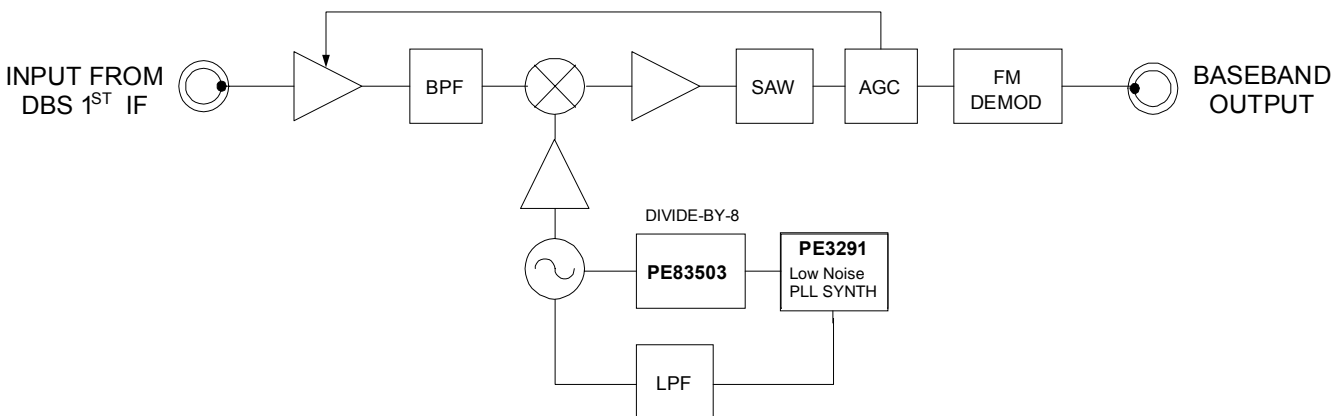 INPUT FROM
DBS 1ST IF
BPF
SAW
AGC
FM
DEMOD
BASEBAND
OUTPUT
DIVIDE-BY-8
PE83503
PE3291
Low Noise
PLL SYNTH
LPF